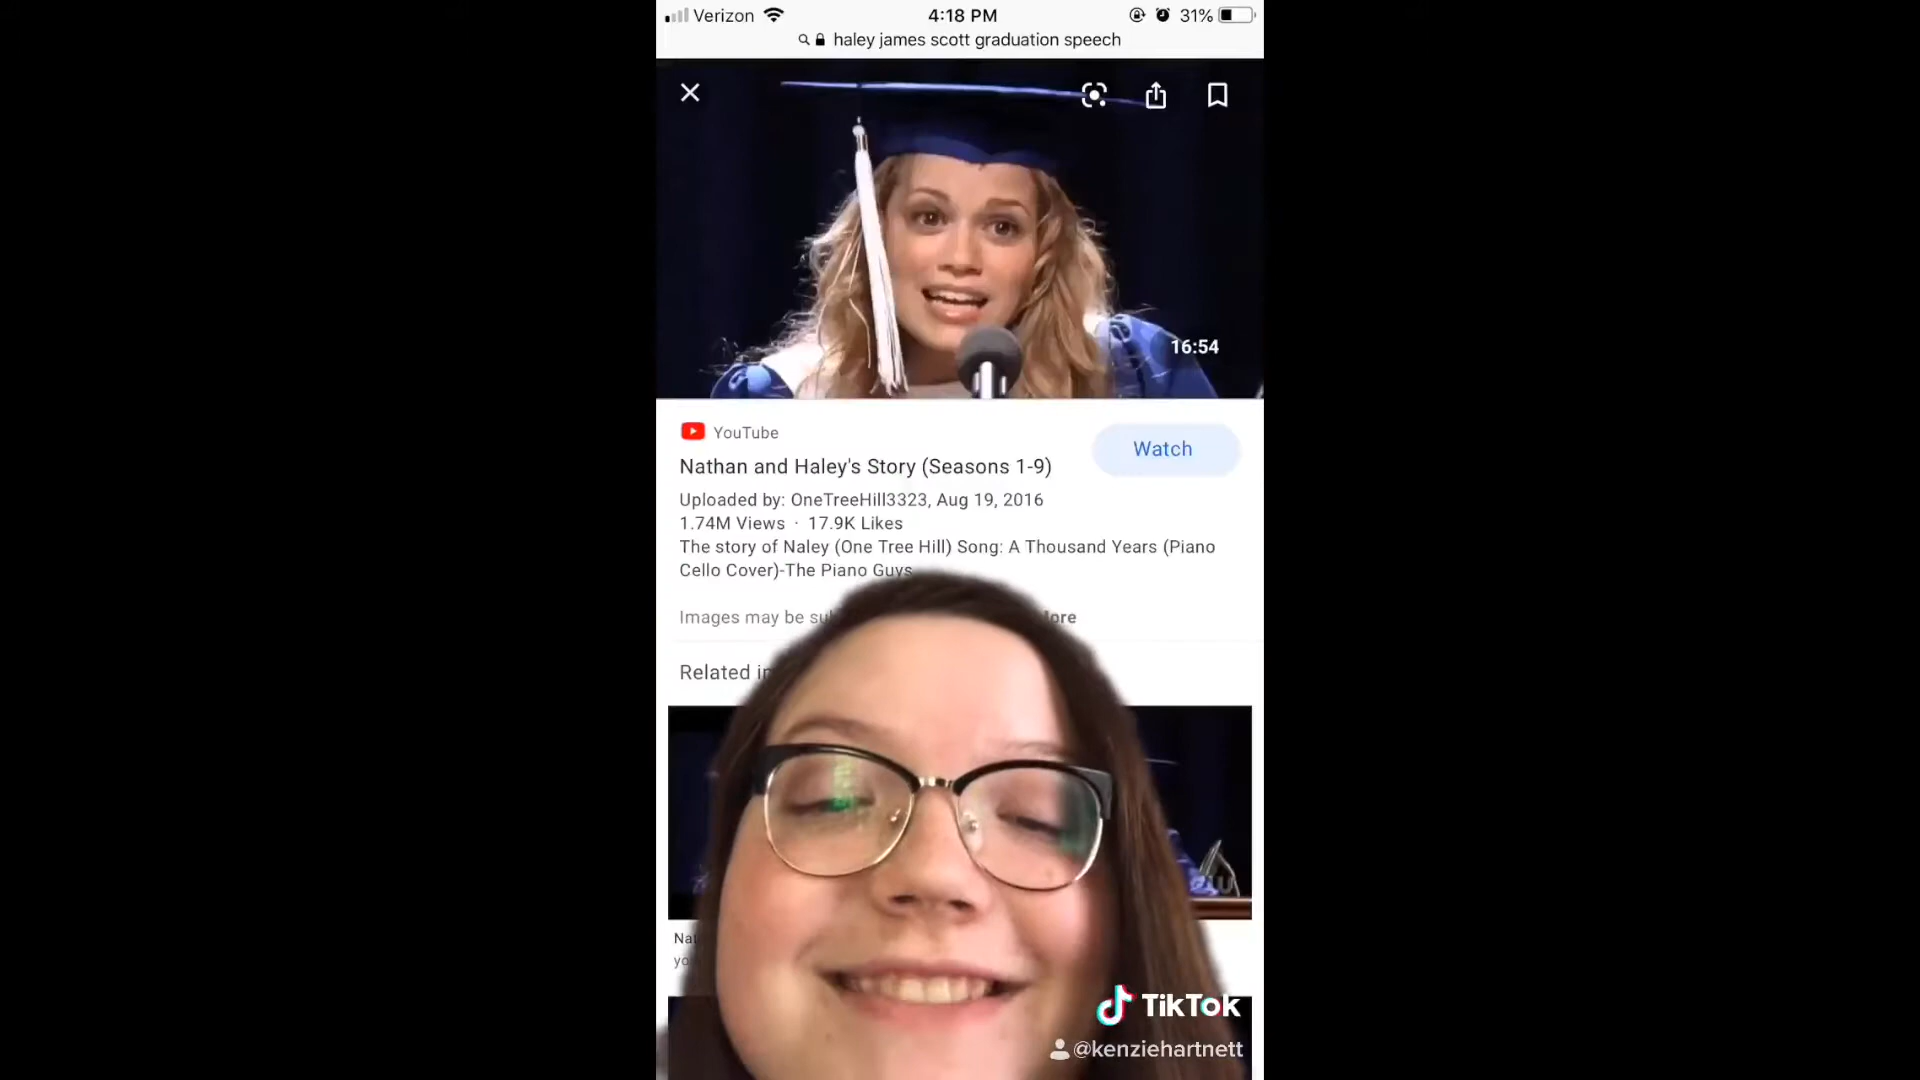 Verizon 4:18 PM 31%
haley james scott graduation speech
16:54
YouTube
Watch
Nathan and Haley's Story (Seasons 1-9)
Uploaded by: OneTreeHill3323, Aug 19, 2016
1.74M Views · 17.9K Likes
The story of Naley (One Tree Hill) Song: A Thousand Years (Piano
Cello Cover)-The Piano Guys
Images may be
Related
TikTok
@kenziehartnett